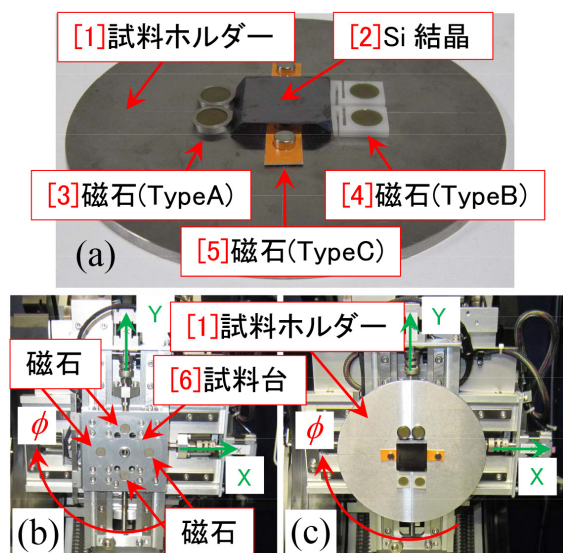 [1]試料ホルダー
[2]Si 結晶
[3]磁石(TypeA)
[4]磁石(TypeB)
[5]磁石(TypeC)
(a)
Y
磁石
[6]試料台
ϕ
X
(b)
磁石
[1]試料ホルダー
Y
ϕ
X
(c)